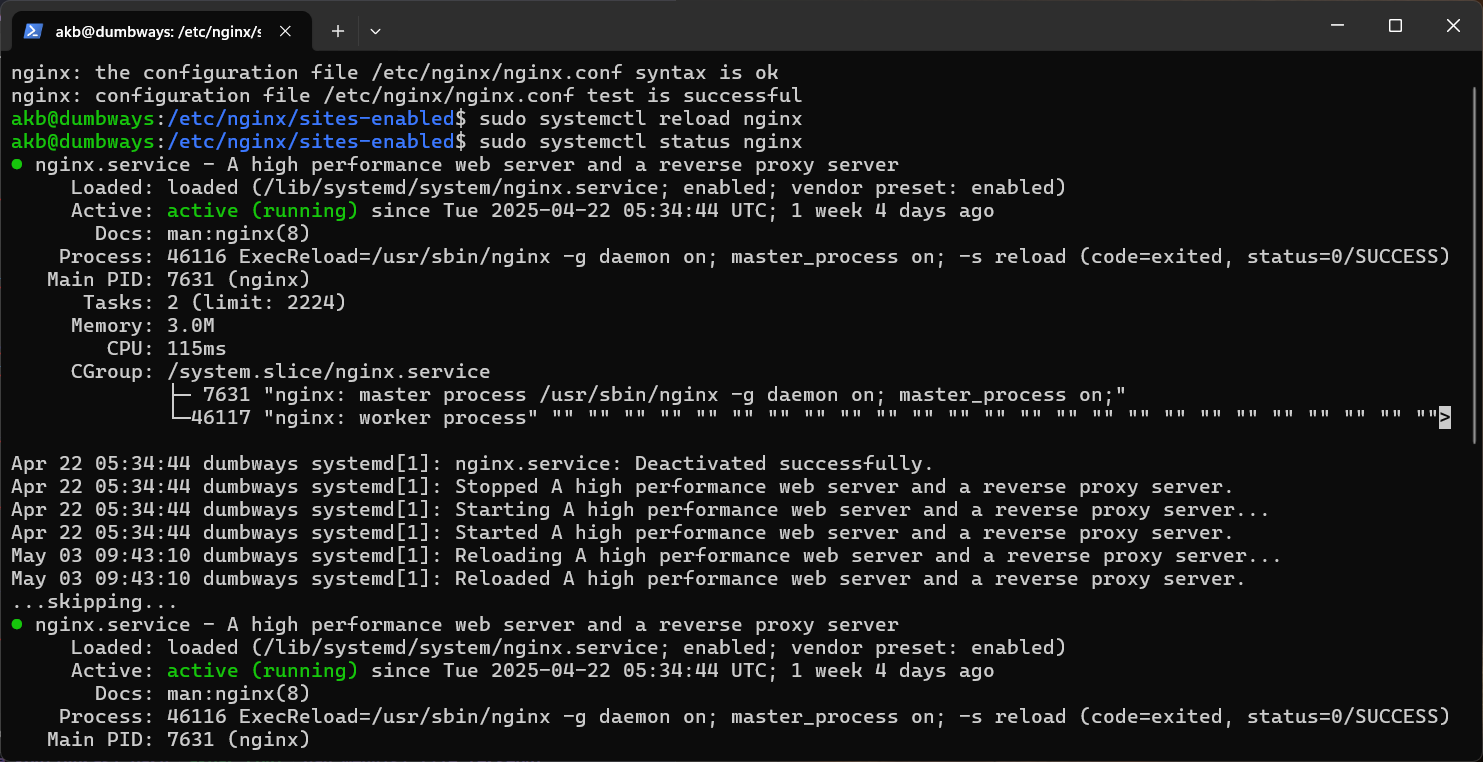 akb@dumbways: /etc/nginx/s
nginx: the configuration file /etc/nginx/nginx.conf syntax is ok
nginx: configuration file /etc/nginx/nginx.conf test is successful
akb@dumbways:/etc/nginx/sites-enabled$ sudo systemctl reload nginx
akb@dumbways:/etc/nginx/sites-enabled$ sudo systemctl status nginx
● nginx.service - A high performance web server and a reverse proxy server
     Loaded: loaded (/lib/systemd/system/nginx.service; enabled; vendor preset: enabled)
     Active: active (running) since Tue 2025-04-22 05:34:44 UTC; 1 week 4 days ago
       Docs: man:nginx(8)
    Process: 46116 ExecReload=/usr/sbin/nginx -g daemon on; master_process on; -s reload (code=exited, status=0/SUCCESS)
   Main PID: 7631 (nginx)
      Tasks: 2 (limit: 2224)
     Memory: 3.0M
        CPU: 115ms
     CGroup: /system.slice/nginx.service
             ├─ 7631 "nginx: master process /usr/sbin/nginx -g daemon on; master_process on;"
             └─46117 "nginx: worker process" "" "" "" "" "" "" "" "" "" "" "" "" "" "" "" "" "" "" "" "" "" "" "" "" "">

Apr 22 05:34:44 dumbways systemd[1]: nginx.service: Deactivated successfully.
Apr 22 05:34:44 dumbways systemd[1]: Stopped A high performance web server and a reverse proxy server.
Apr 22 05:34:44 dumbways systemd[1]: Starting A high performance web server and a reverse proxy server...
Apr 22 05:34:44 dumbways systemd[1]: Started A high performance web server and a reverse proxy server.
May 03 09:43:10 dumbways systemd[1]: Reloading A high performance web server and a reverse proxy server...
May 03 09:43:10 dumbways systemd[1]: Reloaded A high performance web server and a reverse proxy server.
...skipping...
● nginx.service - A high performance web server and a reverse proxy server
     Loaded: loaded (/lib/systemd/system/nginx.service; enabled; vendor preset: enabled)
     Active: active (running) since Tue 2025-04-22 05:34:44 UTC; 1 week 4 days ago
       Docs: man:nginx(8)
    Process: 46116 ExecReload=/usr/sbin/nginx -g daemon on; master_process on; -s reload (code=exited, status=0/SUCCESS)
   Main PID: 7631 (nginx)